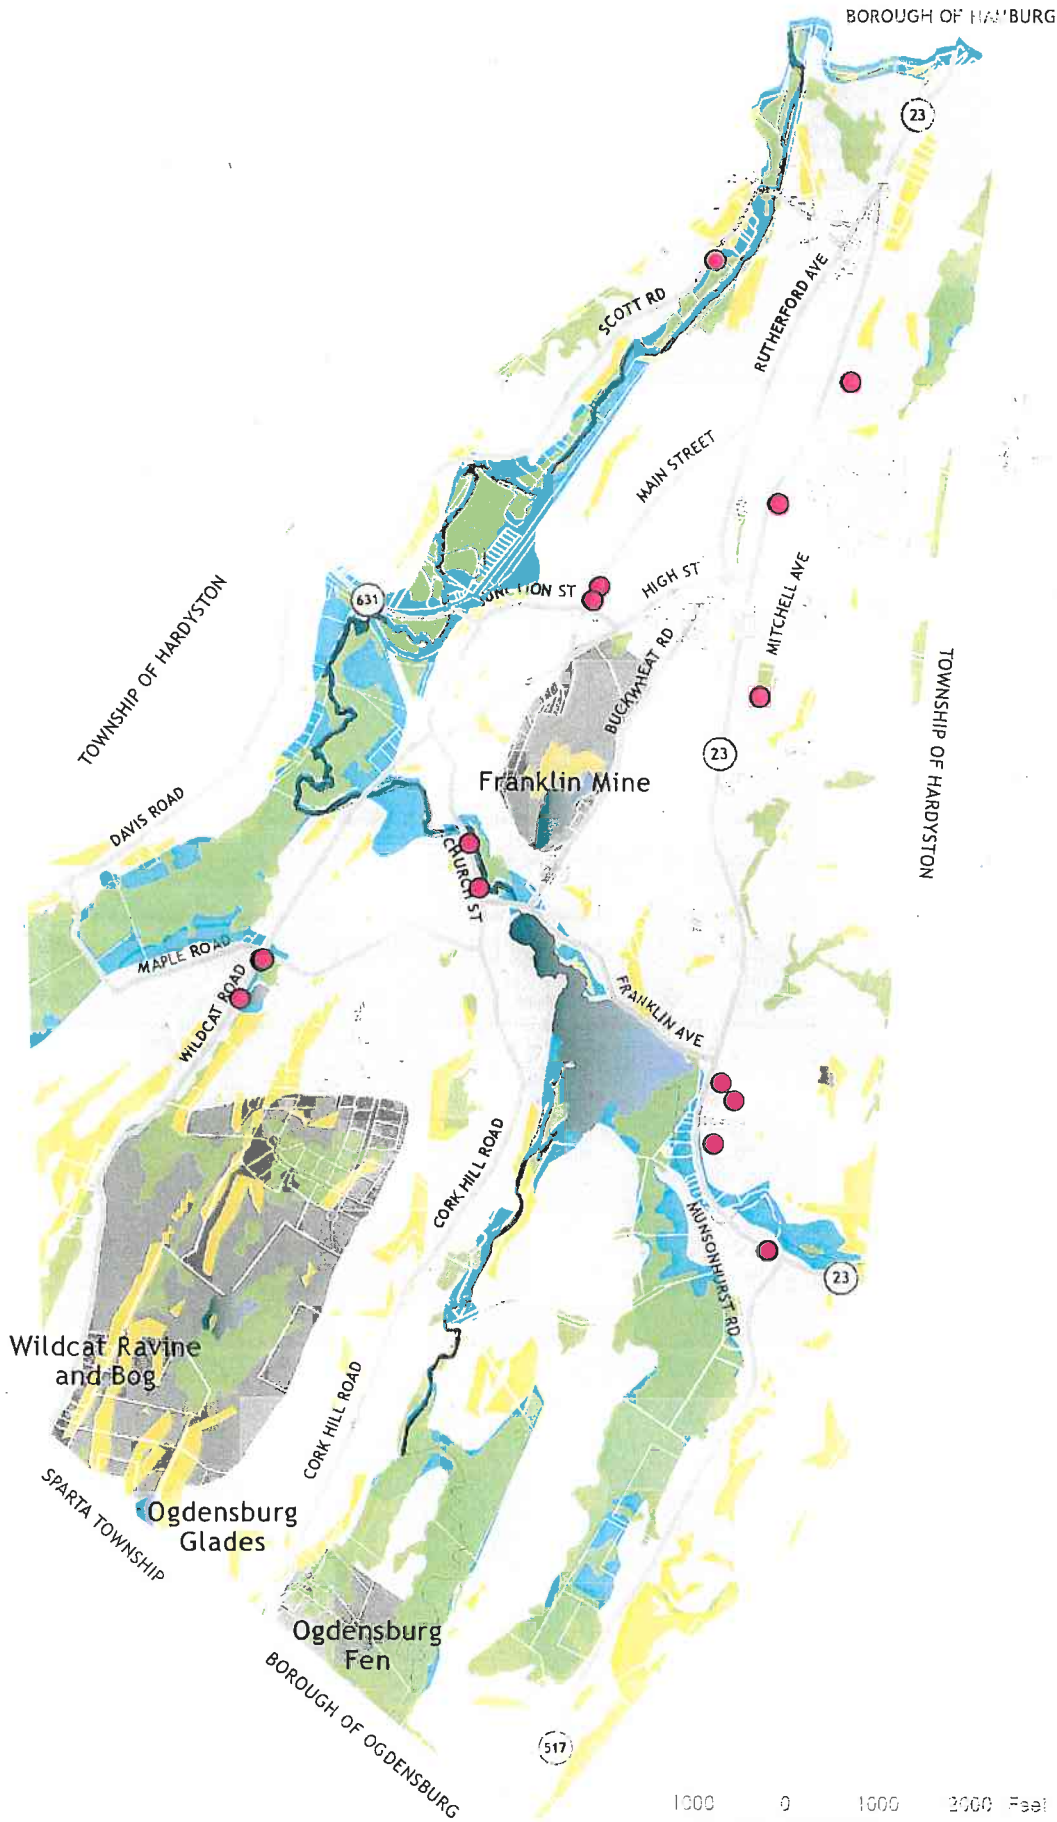 BOROUGH OF HAMBURG
23
SCOTT RD
RUTHERFORD AVE
MAIN STREET
HIGH ST
JUNCTION ST
631
MITCHELL AVE
BUCKWHEAT RD
TOWNSHIP OF HARDYSTON
TOWNSHIP OF HARDYSTON
23
Franklin Mine
DAVIS ROAD
CHURCH ST
MAPLE ROAD
WILDCAT ROAD
FRANKLIN AVE
CORK HILL ROAD
MUNSONHURST RD
23
Wildcat Ravine
and Bog
CORK HILL ROAD
SPARTA TOWNSHIP
Ogdensburg
Glades
Ogdensburg
Fen
BOROUGH OF OGDENSBURG
517
1000 0 1000 2000 Feet